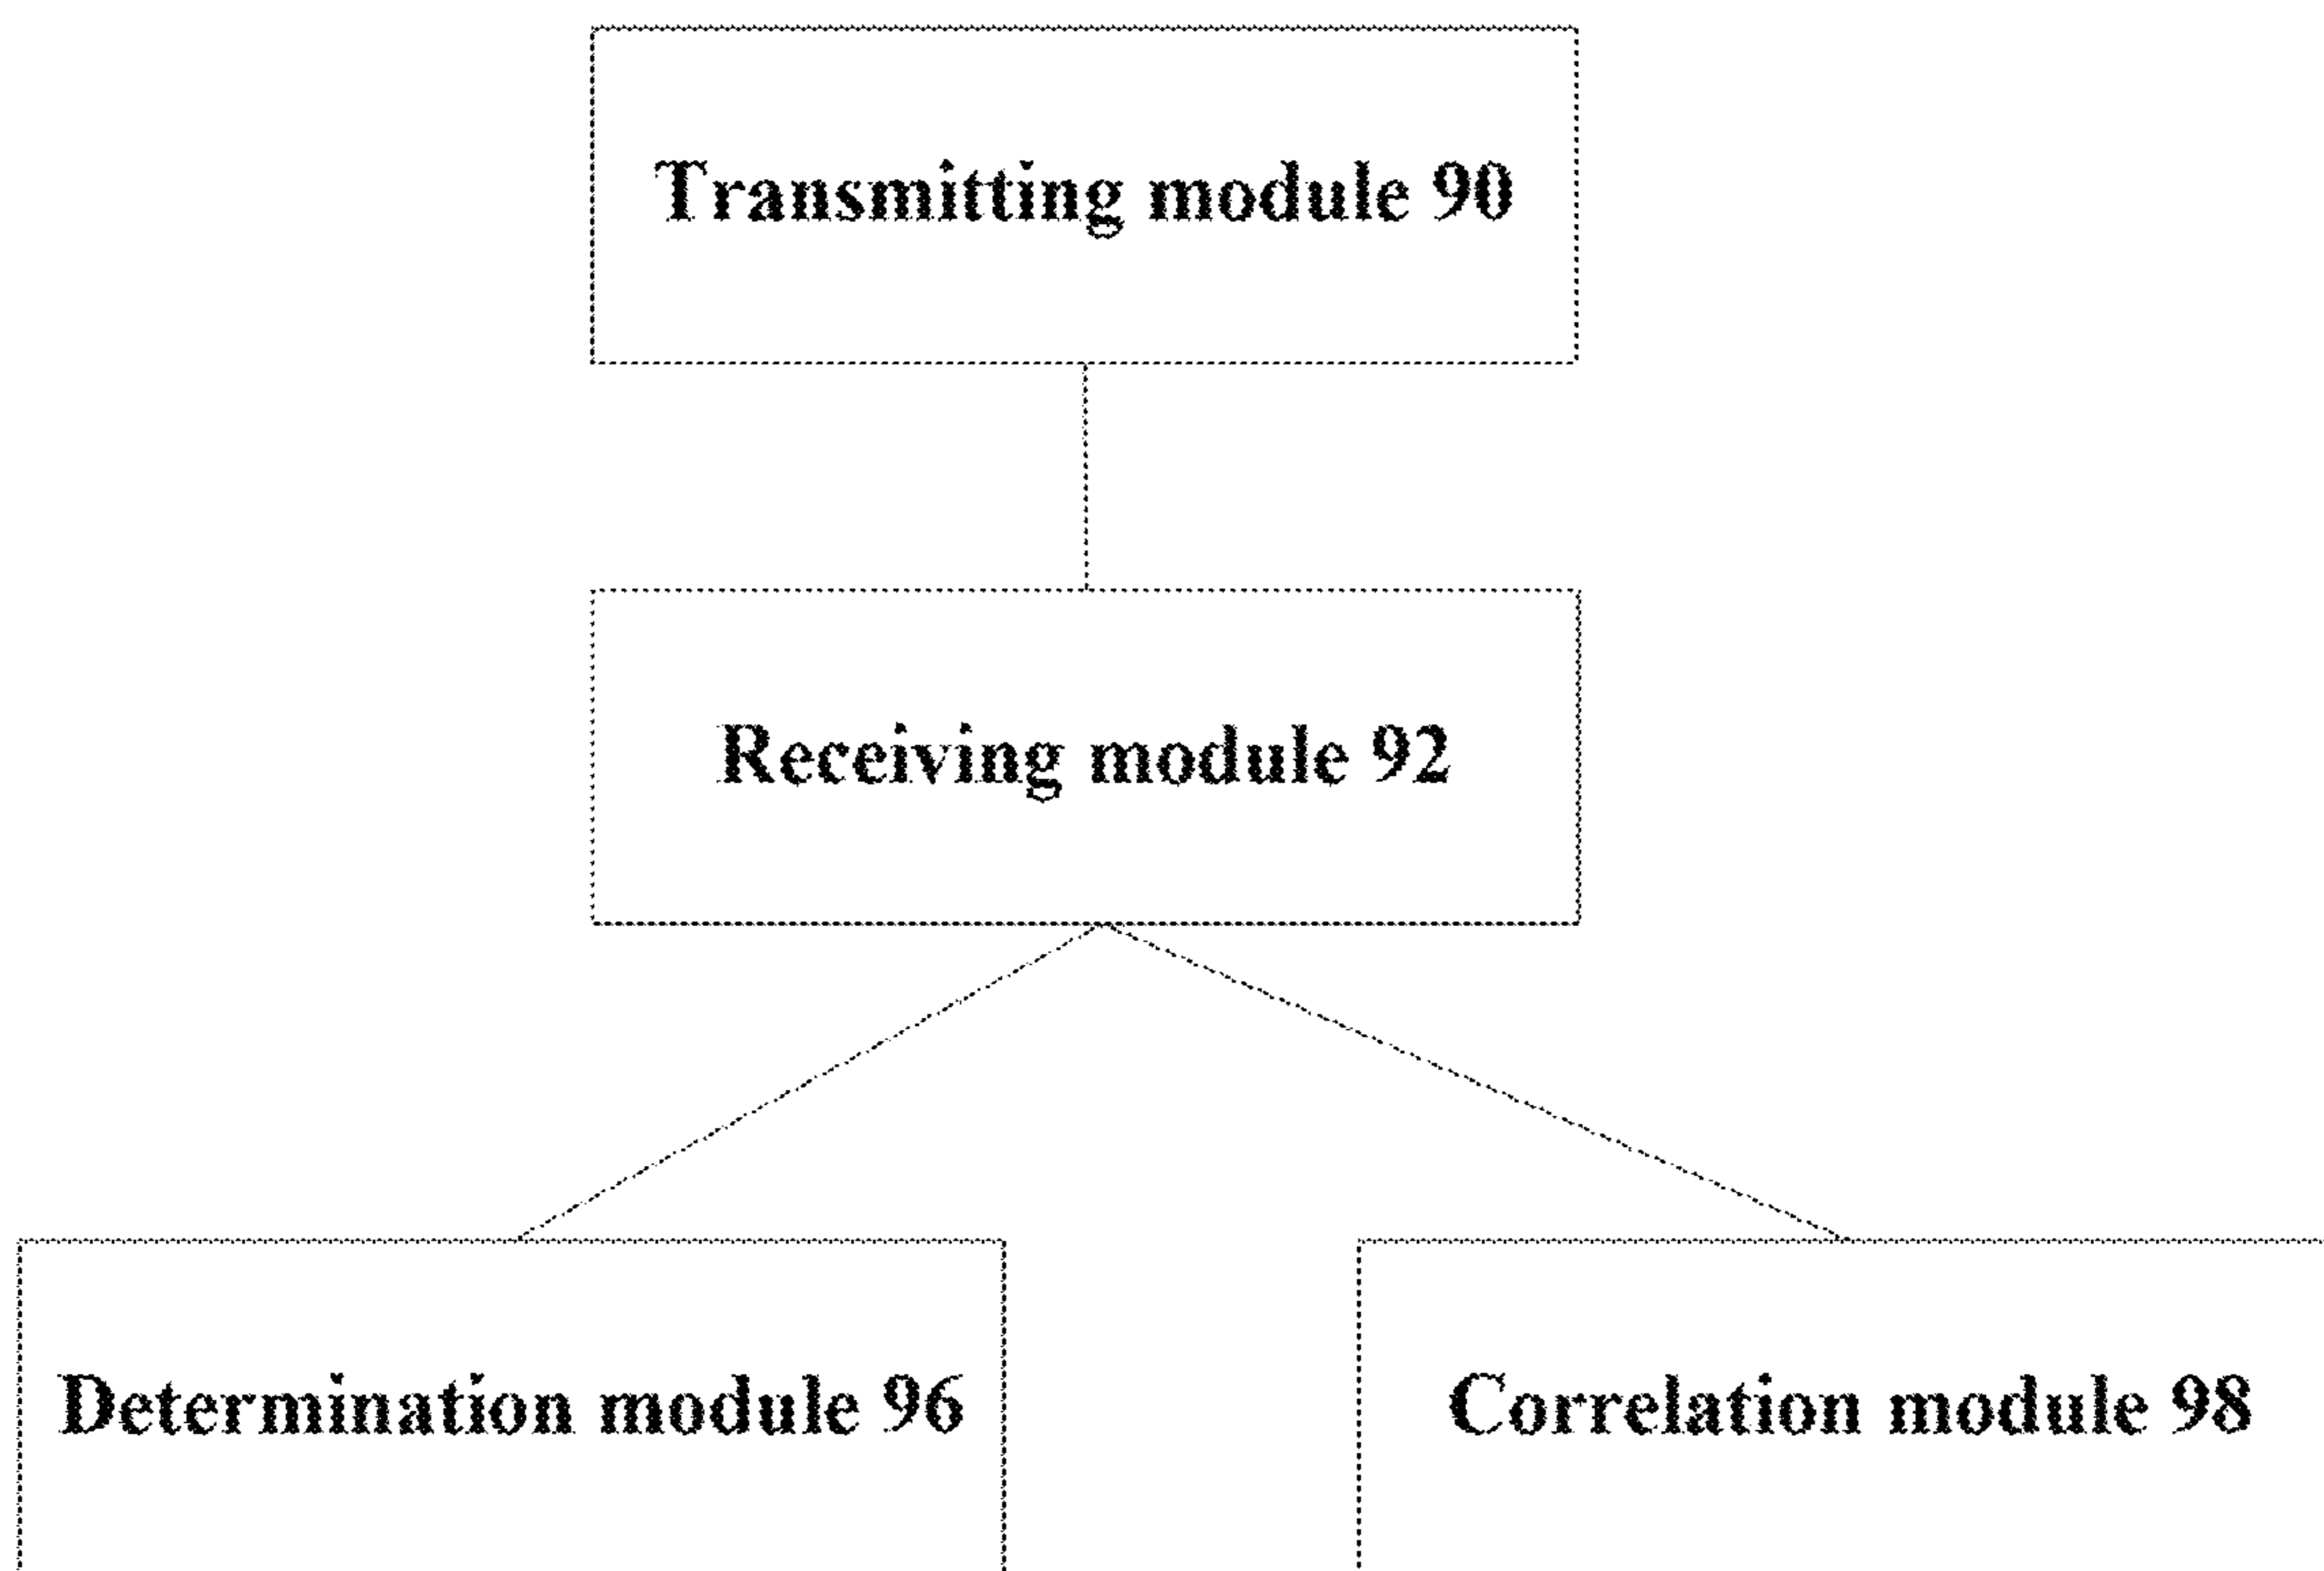 Transmitting module 90
Receiving module 92
Determination module 96
Correlation module 98